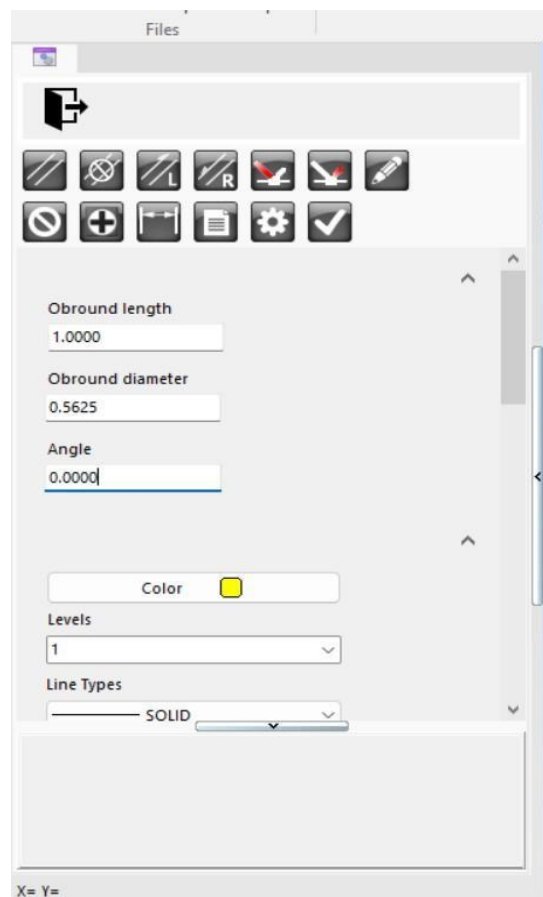 Files
L
R
Obround length
1.0000
Obround diameter
0.5625
Angle
0.0000
Color
Levels
1
Line Types
SOLID
X= Y=